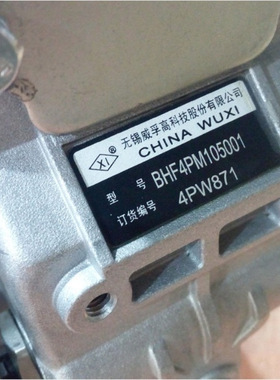 XI
®
无锡威孚高科技股份有限公司
CHINA WUXI
型 号 BHF4PM105001
订货编号 4PW871